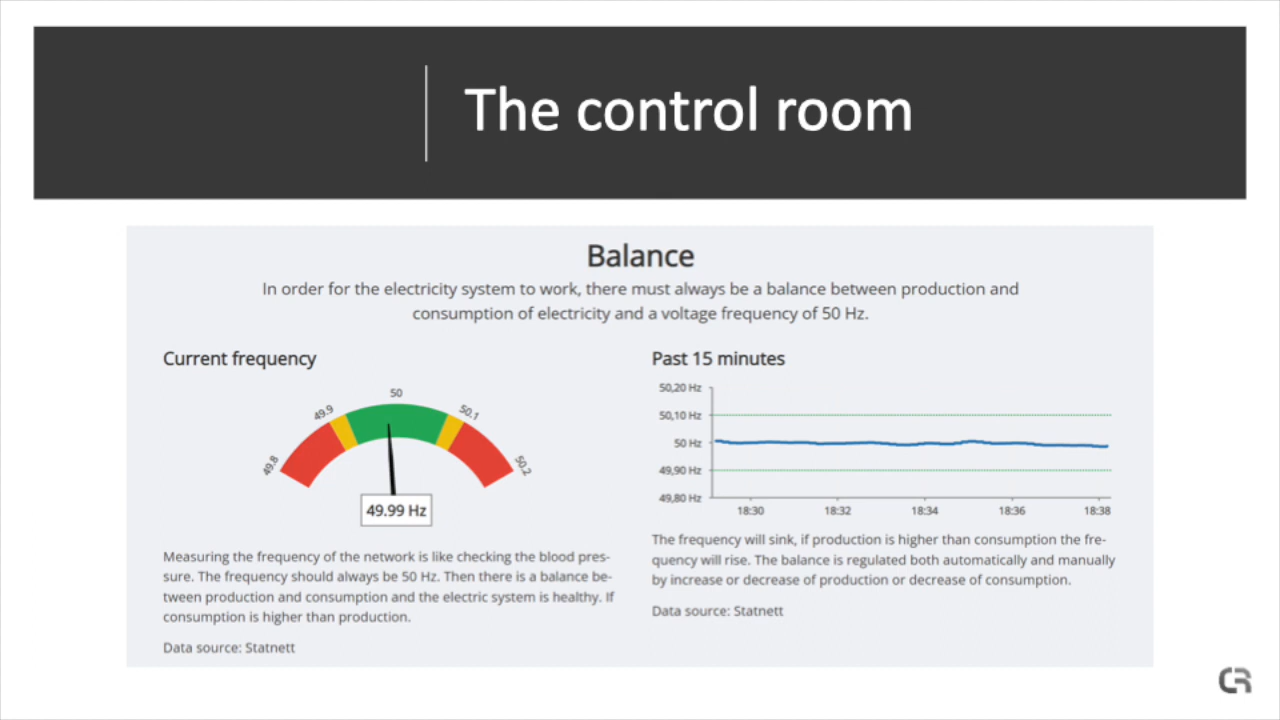 The control room
Balance
In order for the electricity system to work, there must always be a balance between production and
consumption of electricity and a voltage frequency of 50 Hz.
Current frequency
49.8
49.9
50
50.1
50.2
49.99 Hz
Measuring the frequency of the network is like checking the blood pres-
sure. The frequency should always be 50 Hz. Then there is a balance be-
tween production and consumption and the electric system is healthy. If
consumption is higher than production.
Data source: Statnett
Past 15 minutes
50,20 Hz
50,10 Hz
50 Hz
49,90 Hz
49,80 Hz
18:30 18:32 18:34 18:36 18:38
The frequency will sink, if production is higher than consumption the fre-
quency will rise. The balance is regulated both automatically and manually
by increase or decrease of production or decrease of consumption.
Data source: Statnett
CR